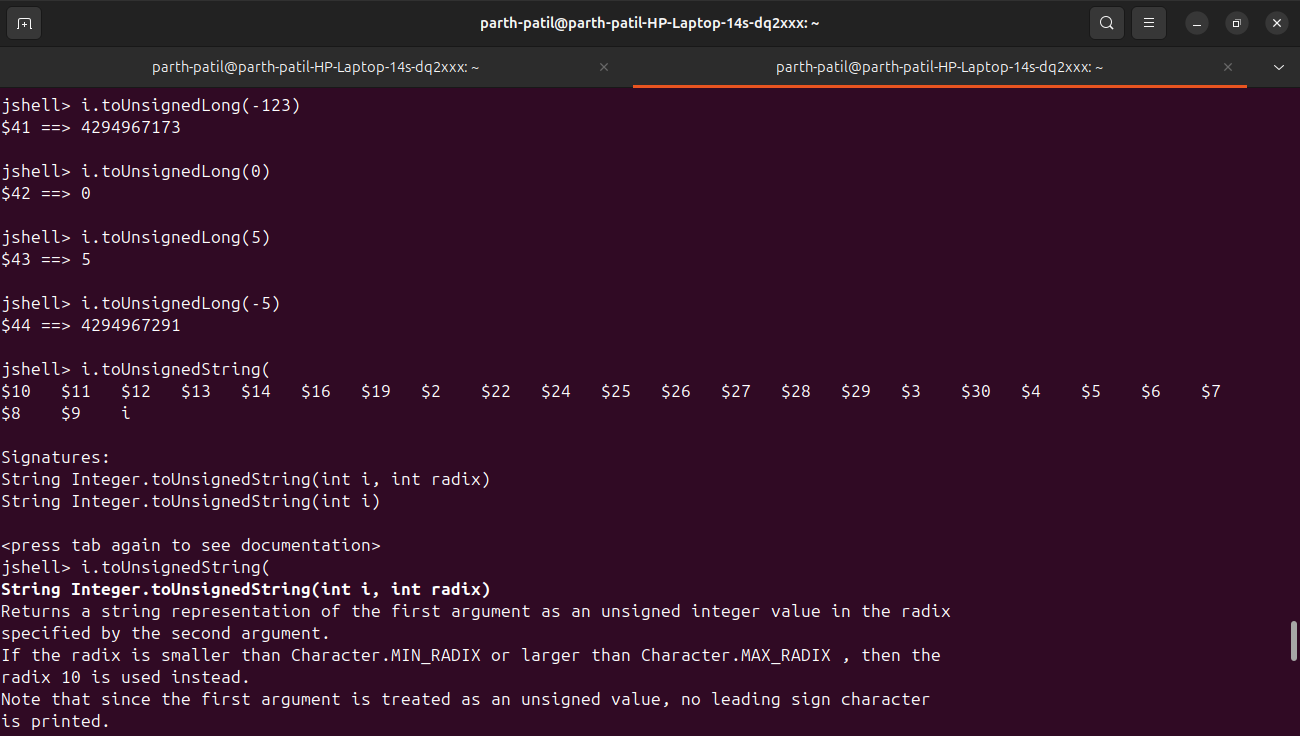 parth-patil@parth-patil-HP-Laptop-14s-dq2xxx: ~
parth-patil@parth-patil-HP-Laptop-14s-dq2xxx: ~
parth-patil@parth-patil-HP-Laptop-14s-dq2xxx: ~
jshell> i.toUnsignedLong(-123)
$41 ==> 4294967173
jshell> i.toUnsignedLong(0)
$42 ==> 0
jshell> i.toUnsignedLong(5)
$43 ==> 5
jshell> i.toUnsignedLong(-5)
$44 ==> 4294967291
jshell> i.toUnsignedString(
$10   $11   $12   $13   $14   $16   $19   $2    $22   $24   $25   $26   $27   $28   $29   $3    $30   $4    $5    $6    $7
$8    $9    i
Signatures:
String Integer.toUnsignedString(int i, int radix)
String Integer.toUnsignedString(int i)
<press tab again to see documentation>
jshell> i.toUnsignedString(
String Integer.toUnsignedString(int i, int radix)
Returns a string representation of the first argument as an unsigned integer value in the radix
specified by the second argument.
If the radix is smaller than Character.MIN_RADIX or larger than Character.MAX_RADIX , then the
radix 10 is used instead.
Note that since the first argument is treated as an unsigned value, no leading sign character
is printed.